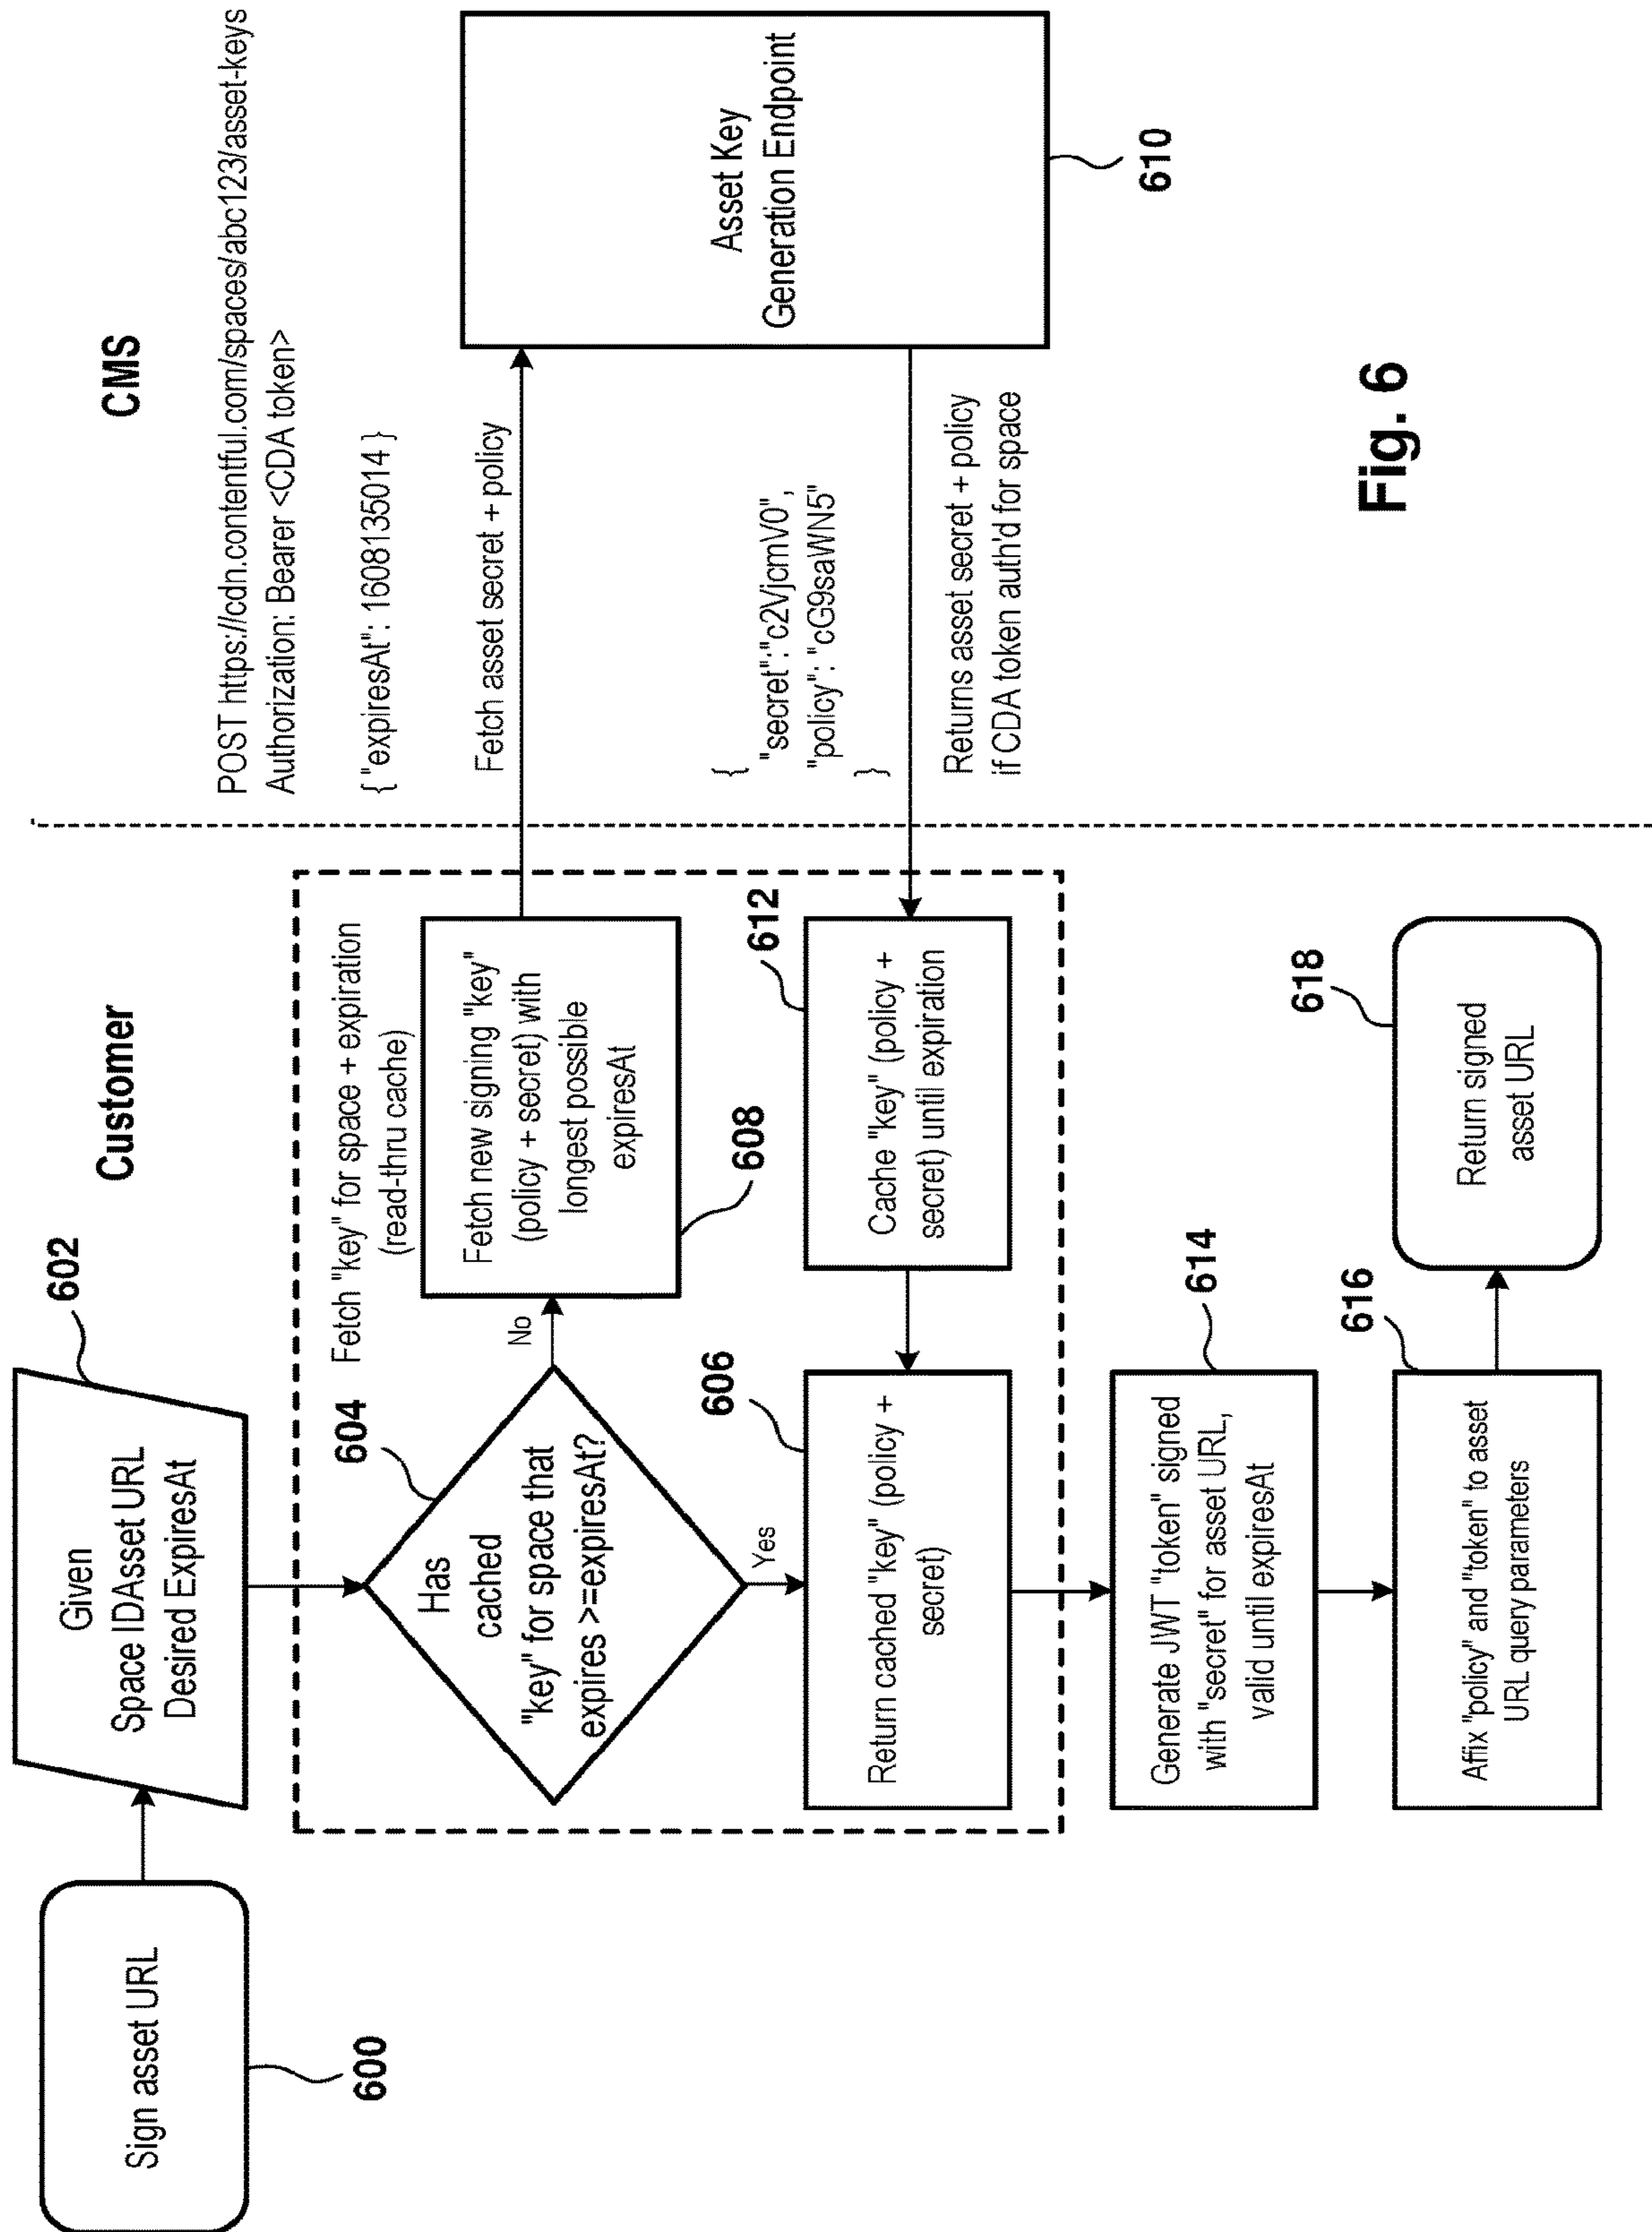 Customer
CMS
Sign asset URL
600
Given
Space IDAsset URL
Desired ExpiresAt
602
Fetch "key" for space + expiration
(read-thru cache)
Has
cached
"key" for space that
expires >=expiresAt?
604
No
Yes
Fetch new signing "key"
(policy + secret) with
longest possible
expiresAt
608
POST https://cdn.contentful.com/spaces/abc123/asset-keys
Authorization: Bearer <CDA token>
{ "expiresAt": 1608135014 }
Fetch asset secret + policy
Asset Key
Generation Endpoint
610
{
"secret":"c2VjcmV0",
"policy": "cG9saWN5"
}
Returns asset secret + policy
if CDA token auth'd for space
Cache "key" (policy +
secret) until expiration
612
Return cached "key" (policy +
secret)
606
Generate JWT "token" signed
with "secret" for asset URL,
valid until expiresAt
614
Affix "policy" and "token" to asset
URL query parameters
616
Return signed
asset URL
618
Fig. 6